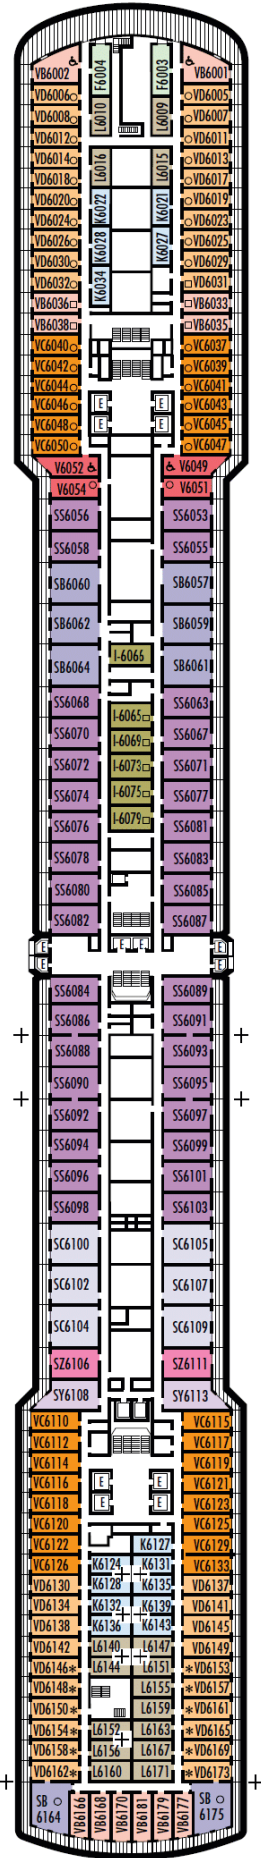 VB6002 F6004 F6003 VB6001
VD6006 VD6005
VD6008 L6010 L6009 VD6007
VD6012 VD6011
VD6014 L6016 L6015 VD6013
VD6018 VD6017
VD6020 K6022 K6021 VD6019
VD6024 VD6023
VD6026 K6028 K6027 VD6025
VD6030 VD6029
VD6032 K6034 VD6031
VB6036 VB6033
VB6038 VB6035
VC6040 VC6037
VC6042 VC6039
VC6044 VC6041
VC6046 E E VC6043
VC6048 E E VC6045
VC6050 VC6047
V6052 V6049
V6054 V6051
SS6056 SS6053
SS6058 SS6055
SB6060 SB6057
SB6062 SB6059
I-6066
SB6064 SB6061
SS6068 SS6063
I-6065
SS6070 I-6069 SS6067
SS6072 I-6073 SS6071
SS6074 I-6075 SS6077
SS6076 I-6079 SS6081
SS6078 SS6083
SS6080 SS6085
SS6082 SS6087
E E E E
E E
SS6084 SS6089
SS6086 SS6091
SS6088 SS6093
SS6090 SS6095
SS6092 SS6097
SS6094 SS6099
SS6096 SS6101
SS6098 SS6103
SC6100 SC6105
SC6102 SC6107
SC6104 SC6109
SZ6106 SZ6111
SY6108 SY6113
VC6110 VC6115
VC6112 VC6117
VC6114 VC6119
VC6116 E E VC6121
VC6118 E E VC6123
VC6120 VC6125
VC6122 K6127 VC6129
VC6126 K6124 K6131 VC6133
VD6130 K6128 K6135 VD6137
VD6134 K6132 K6139 VD6141
VD6138 K6136 K6143 VD6145
VD6142 L6140 L6147 VD6149
VD6146* L6144 L6151 *VD6153
VD6148* L6155 *VD6157
VD6150* L6159 *VD6161
VD6154* L6152 L6163 *VD6165
VD6158* L6156 L6167 *VD6169
VD6162* L6160 L6171 *VD6173
SB 6164 VB6166 VB6168 VB6170 VB6181 VB6179 VB6177 SB 6175